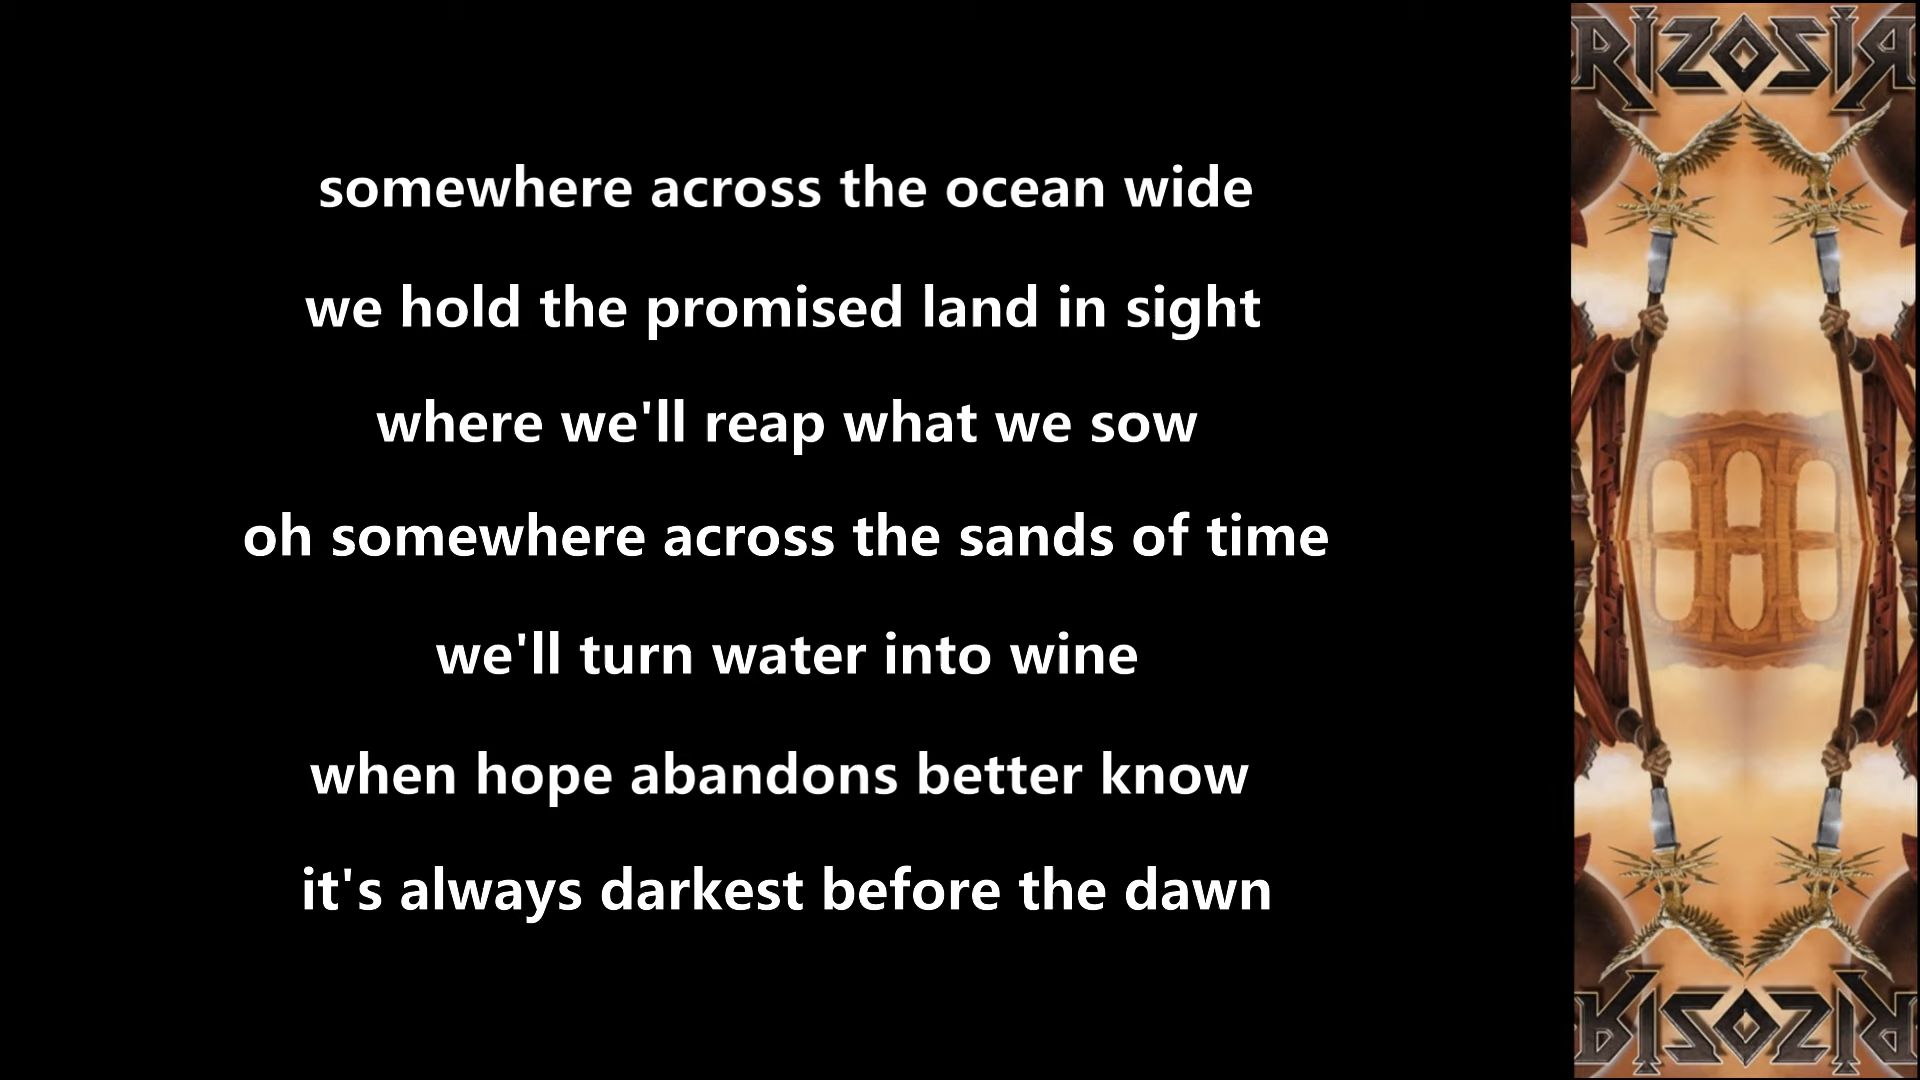 somewhere across the ocean wide
we hold the promised land in sight
where we'll reap what we sow
oh somewhere across the sands of time
we'll turn water into wine
when hope abandons better know
it's always darkest before the dawn